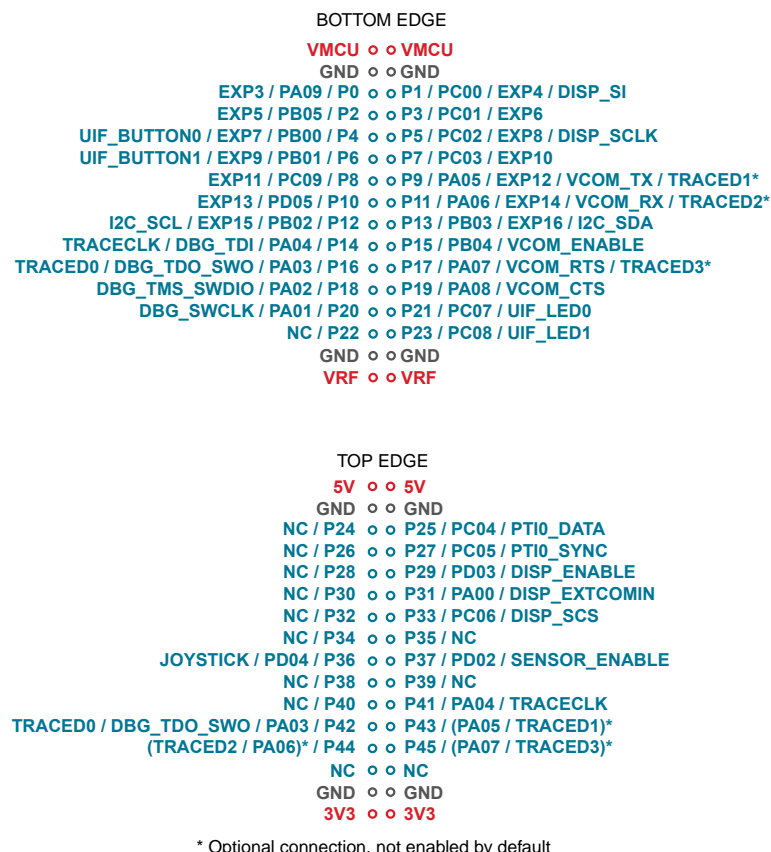 BOTTOM EDGE
VMCU VMCU
GND GND
EXP3 / PA09 / P0 P1 / PC00 / EXP4 / DISP_SI
EXP5 / PB05 / P2 P3 / PC01 / EXP6
UIF_BUTTON0 / EXP7 / PB00 / P4 P5 / PC02 / EXP8 / DISP_SCLK
UIF_BUTTON1 / EXP9 / PB01 / P6 P7 / PC03 / EXP10
EXP11 / PC09 / P8 P9 / PA05 / EXP12 / VCOM_TX / TRACED1*
EXP13 / PD05 / P10 P11 / PA06 / EXP14 / VCOM_RX / TRACED2*
I2C_SCL / EXP15 / PB02 / P12 P13 / PB03 / EXP16 / I2C_SDA
TRACECLK / DBG_TDI / PA04 / P14 P15 / PB04 / VCOM_ENABLE
TRACED0 / DBG_TDO_SWO / PA03 / P16 P17 / PA07 / VCOM_RTS / TRACED3*
DBG_TMS_SWDIO / PA02 / P18 P19 / PA08 / VCOM_CTS
DBG_SWCLK / PA01 / P20 P21 / PC07 / UIF_LED0
NC / P22 P23 / PC08 / UIF_LED1
GND GND
VRF VRF
TOP EDGE
5V 5V
GND GND
NC / P24 P25 / PC04 / PTI0_DATA
NC / P26 P27 / PC05 / PTI0_SYNC
NC / P28 P29 / PD03 / DISP_ENABLE
NC / P30 P31 / PA00 / DISP_EXTCOMIN
NC / P32 P33 / PC06 / DISP_SCS
NC / P34 P35 / NC
JOYSTICK / PD04 / P36 P37 / PD02 / SENSOR_ENABLE
NC / P38 P39 / NC
NC / P40 P41 / PA04 / TRACECLK
TRACED0 / DBG_TDO_SWO / PA03 / P42 P43 / (PA05 / TRACED1)*
(TRACED2 / PA06)* / P44 P45 / (PA07 / TRACED3)*
NC NC
GND GND
3V3 3V3
* Optional connection, not enabled by default